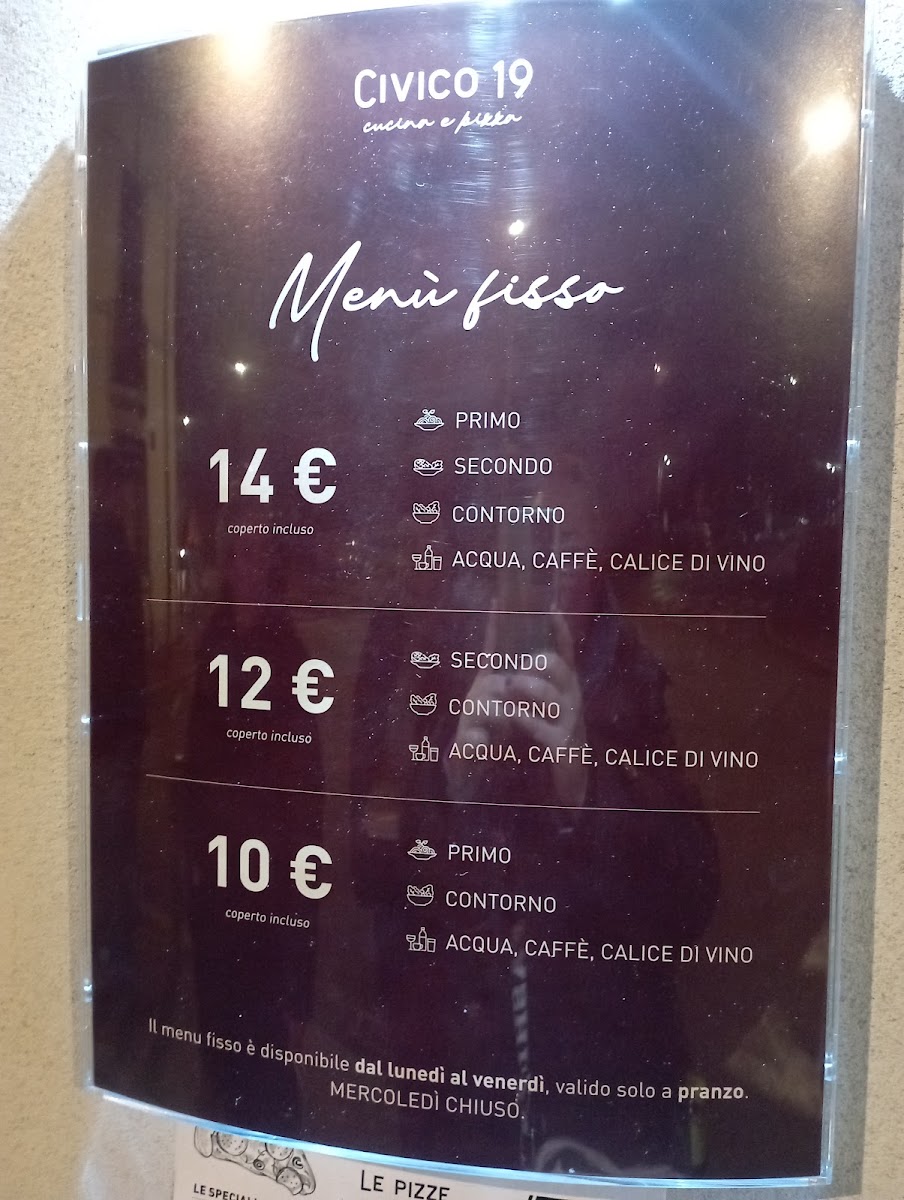 CIVICO 19
cucina e pizza
Menù fisso
14 €
coperto incluso
PRIMO
SECONDO
CONTORNO
ACQUA, CAFFÈ, CALICE DI VINO
12 €
coperto incluso
SECONDO
CONTORNO
ACQUA, CAFFÈ, CALICE DI VINO
10 €
coperto incluso
PRIMO
CONTORNO
ACQUA, CAFFÈ, CALICE DI VINO
Il menu fisso è disponibile dal lunedì al venerdì, valido solo a pranzo.
MERCOLEDÌ CHIUSO.
LE PIZZE
LE